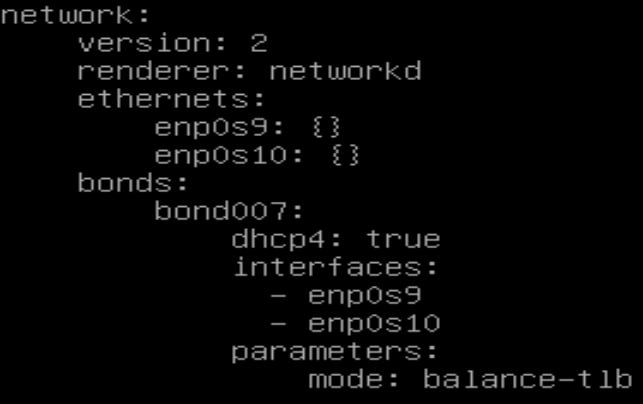 network:
    version: 2
    renderer: networkd
    ethernets:
        enp0s9: {}
        enp0s10: {}
    bonds:
        bond007:
            dhcp4: true
            interfaces:
              - enp0s9
              - enp0s10
            parameters:
                mode: balance-tlb